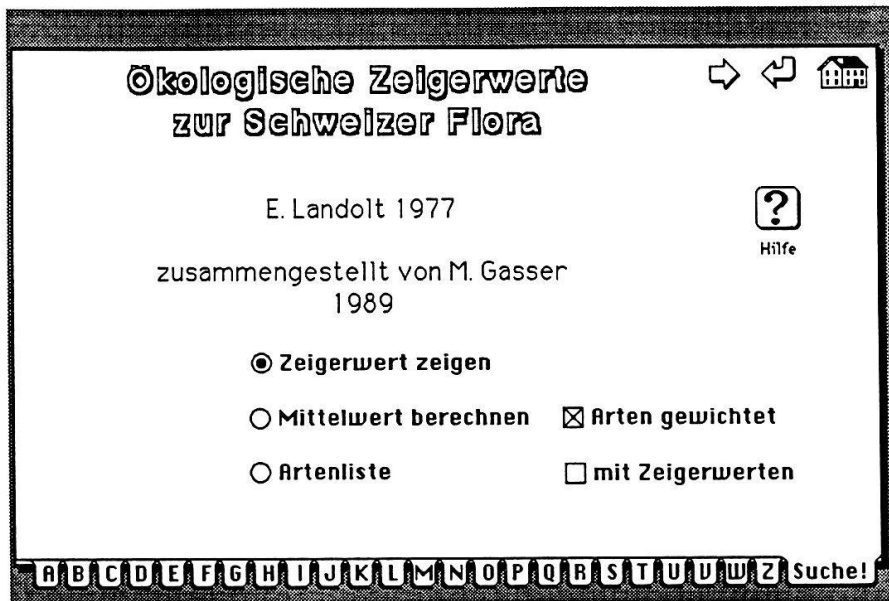 Ökologische Zeigerwerte
zur Schweizer Flora
E. Landolt 1977
?
Hilfe
zusammengestellt von M. Gasser
1989
Zeigerwert zeigen
Mittelwert berechnen Arten gewichtet
Artenliste mit Zeigerwerten
A B C D E F G H I J K L M N O P Q R S T U V W Z Suche!